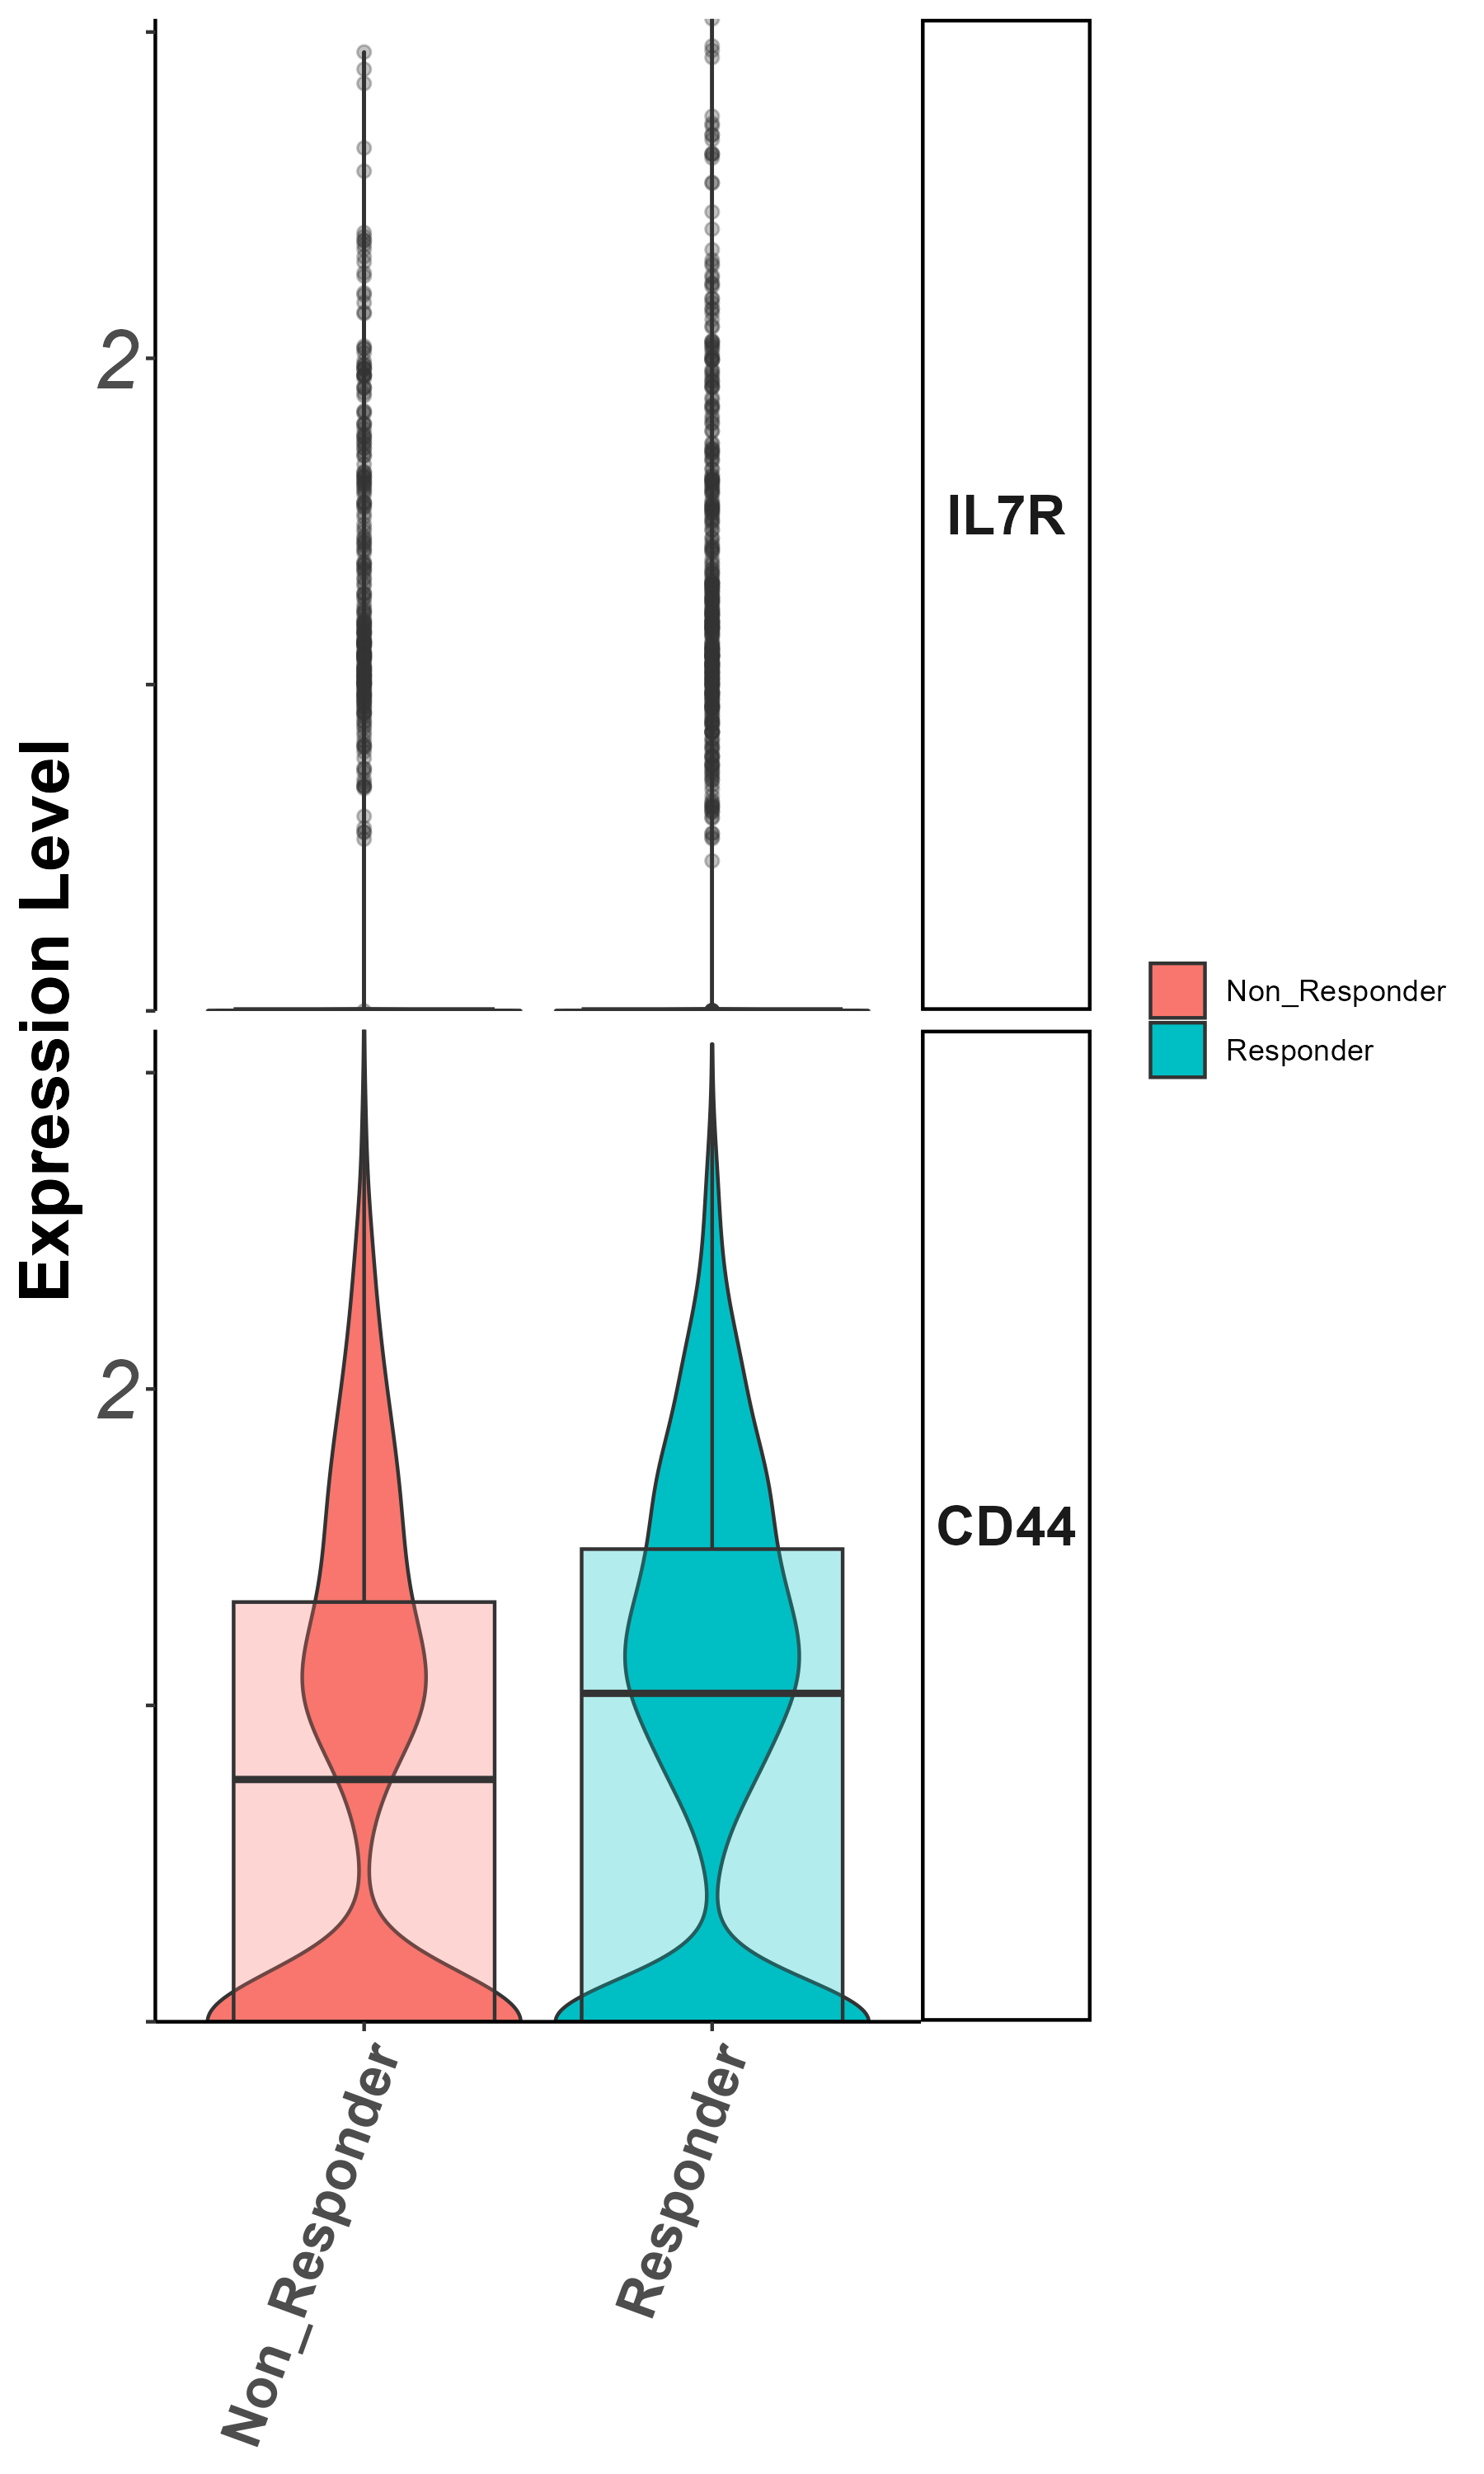 Expression Level
2
IL7R
2
CD44
Non_Responder
Responder
Non_Responder
Responder